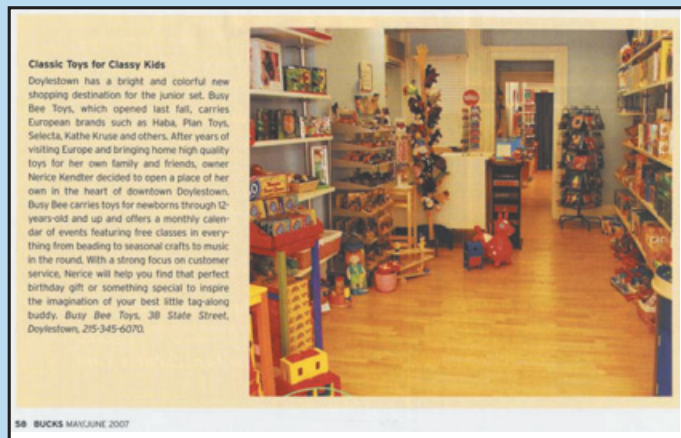 Classic Toys for Classy Kids
Doylestown has a bright and colorful new
shopping destination for the junior set. Busy
Bee Toys, which opened last fall, carries
European brands such as Haba, Plan Toys,
Selecta, Kathe Kruse and others. After years of
visiting Europe and bringing home high quality
toys for her own family and friends, owner
Nerice Kendter decided to open a place of her
own in the heart of downtown Doylestown.
Busy Bee carries toys for newborns through 12-
years-old and up and offers a monthly calen-
dar of events featuring free classes in every-
thing from beading to seasonal crafts to music
in the round. With a strong focus on customer
service, Nerice will help you find that perfect
birthday gift or something special to inspire
the imagination of your best little tag-along
buddy. Busy Bee Toys, 38 State Street,
Doylestown, 215-345-6070.
58 BUCKS MAY/JUNE 2007